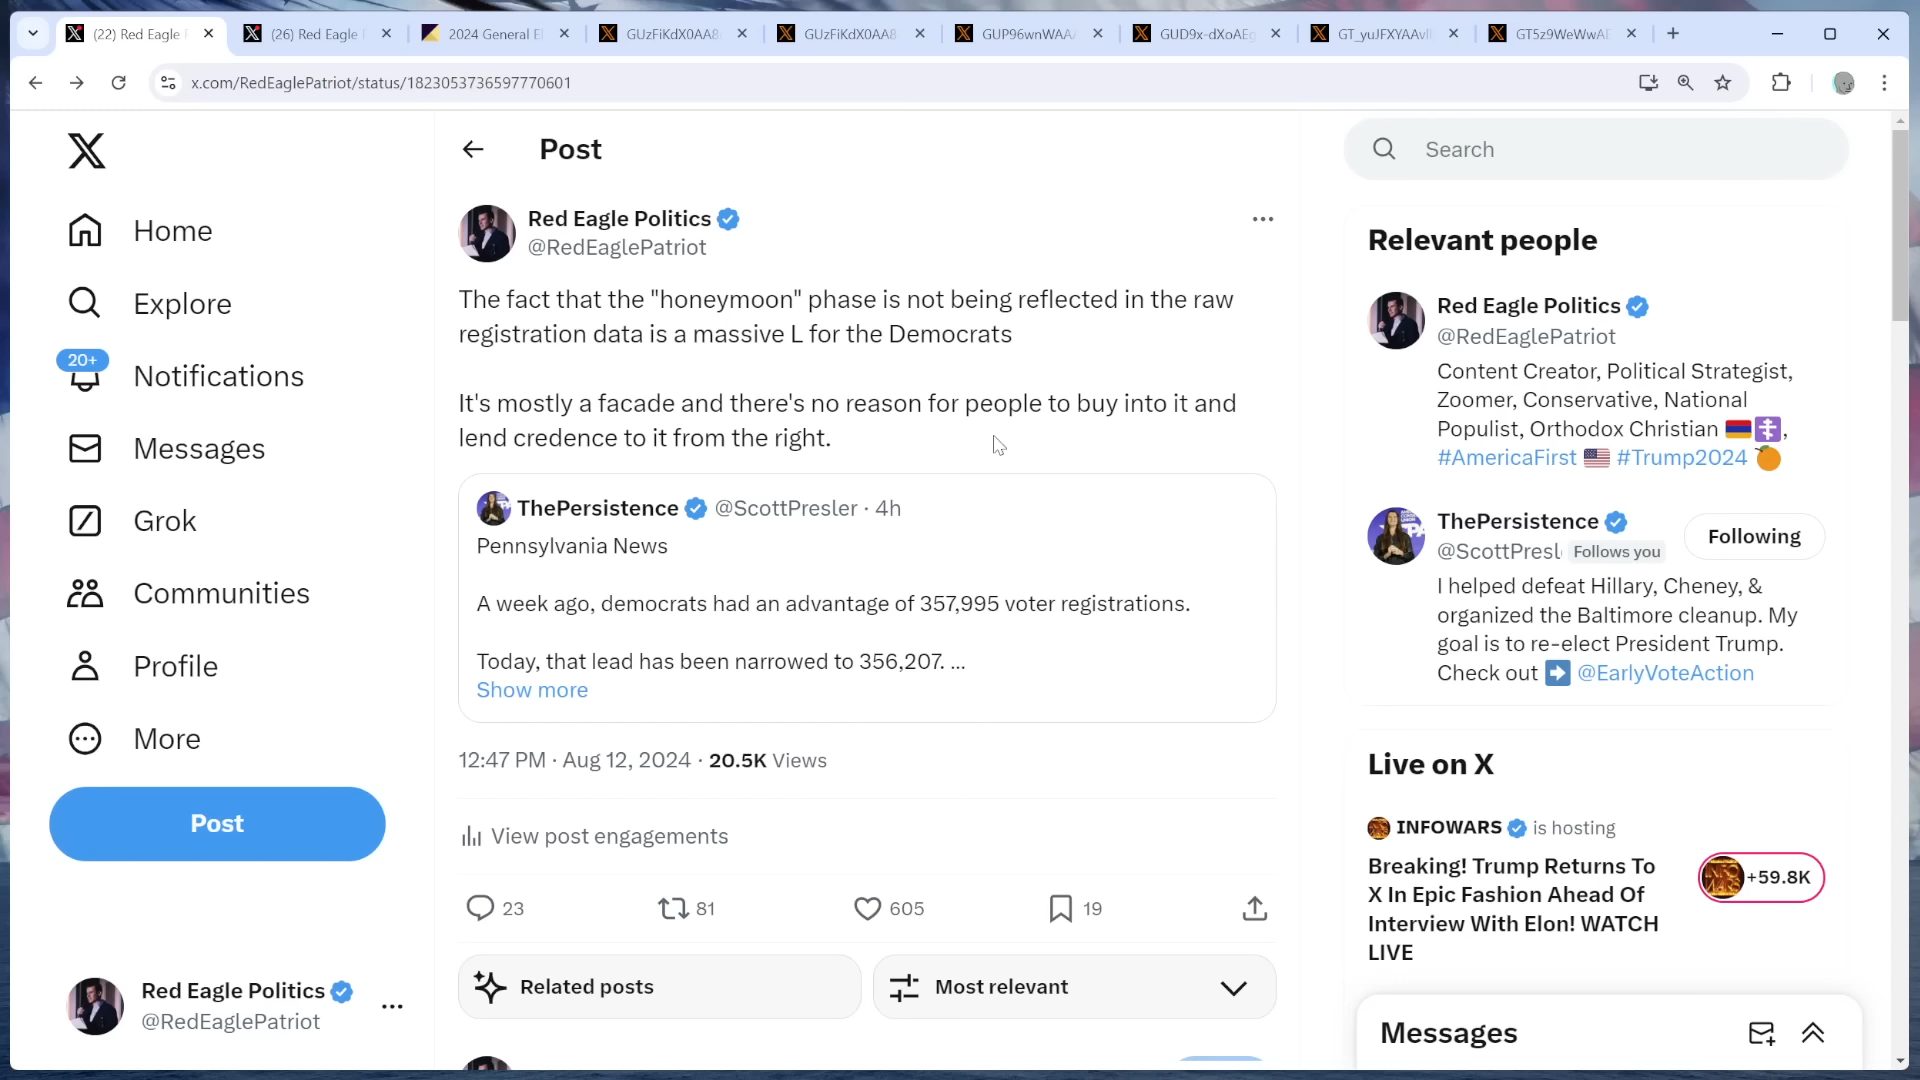 (22) Red Eagle
(26) Red Eagle
2024 General El
GUzFiKdX0AA8
GUzFiKdX0AA8
GUP96wnWAAA
GUD9x-dXoAEg
GT_yuJFXYAAvl
GT5z9WeWwAE
x.com/RedEaglePatriot/status/1823053736597770601
Home
Explore
20+
Notifications
Messages
Grok
Communities
Profile
More
Post
Red Eagle Politics
@RedEaglePatriot
Post
Red Eagle Politics
@RedEaglePatriot
The fact that the "honeymoon" phase is not being reflected in the raw
registration data is a massive L for the Democrats
It's mostly a facade and there's no reason for people to buy into it and
lend credence to it from the right.
ThePersistence @ScottPresler · 4h
Pennsylvania News
A week ago, democrats had an advantage of 357,995 voter registrations.
Today, that lead has been narrowed to 356,207. ...
Show more
12:47 PM · Aug 12, 2024 · 20.5K Views
View post engagements
23 81 605 19
Related posts
Most relevant
Search
Relevant people
Red Eagle Politics
@RedEaglePatriot
Content Creator, Political Strategist,
Zoomer, Conservative, National
Populist, Orthodox Christian 🇦🇲☦️,
#AmericaFirst 🇺🇸 #Trump2024 🍊
ThePersistence
@ScottPresl Follows you
Following
I helped defeat Hillary, Cheney, &
organized the Baltimore cleanup. My
goal is to re-elect President Trump.
Check out ➡️ @EarlyVoteAction
Live on X
INFOWARS is hosting
Breaking! Trump Returns To
X In Epic Fashion Ahead Of
Interview With Elon! WATCH
LIVE
+59.8K
Messages